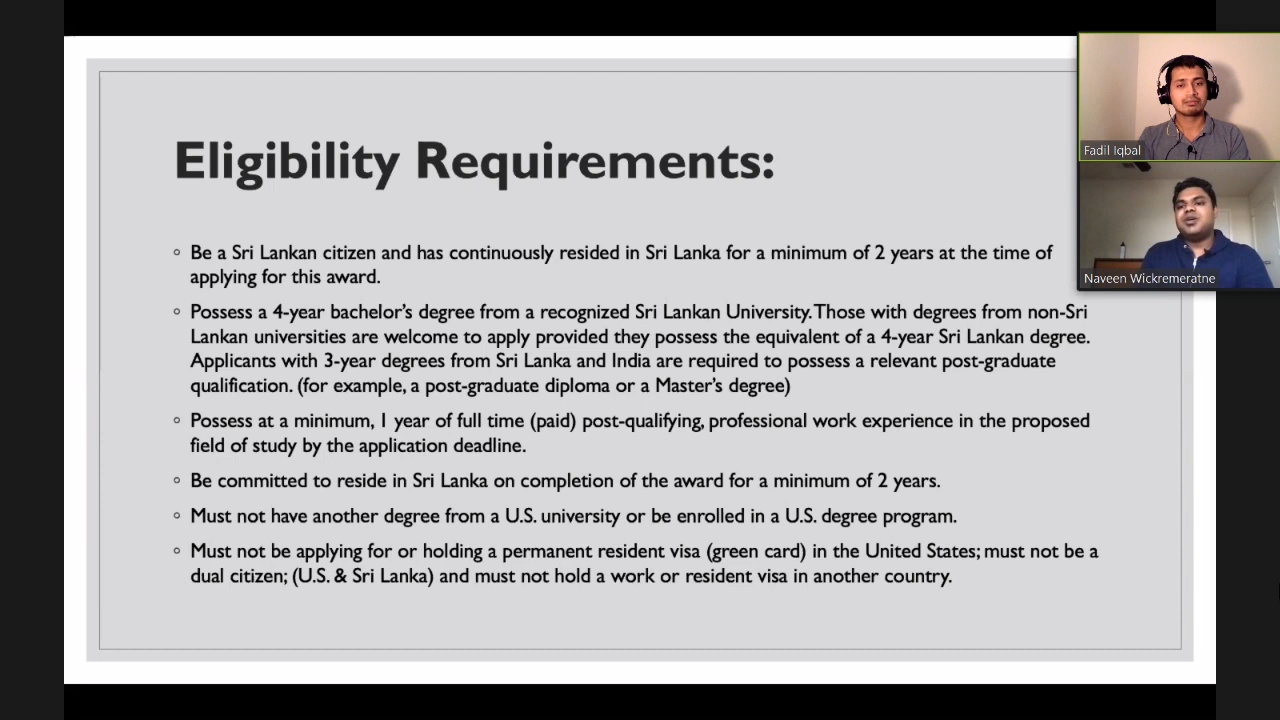 Eligibility Requirements:
◦ Be a Sri Lankan citizen and has continuously resided in Sri Lanka for a minimum of 2 years at the time of
applying for this award.
◦ Possess a 4-year bachelor’s degree from a recognized Sri Lankan University. Those with degrees from non-Sri
Lankan universities are welcome to apply provided they possess the equivalent of a 4-year Sri Lankan degree.
Applicants with 3-year degrees from Sri Lanka and India are required to possess a relevant post-graduate
qualification. (for example, a post-graduate diploma or a Master’s degree)
◦ Possess at a minimum, 1 year of full time (paid) post-qualifying, professional work experience in the proposed
field of study by the application deadline.
◦ Be committed to reside in Sri Lanka on completion of the award for a minimum of 2 years.
◦ Must not have another degree from a U.S. university or be enrolled in a U.S. degree program.
◦ Must not be applying for or holding a permanent resident visa (green card) in the United States; must not be a
dual citizen; (U.S. & Sri Lanka) and must not hold a work or resident visa in another country.
Fadil Iqbal
Naveen Wickremeratne